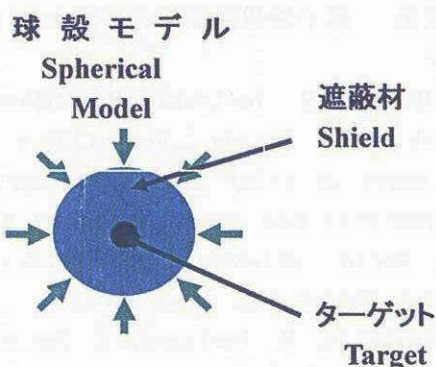 球 殻 モ デ ル
Spherical
Model
遮蔽材
Shield
ターゲット
Target